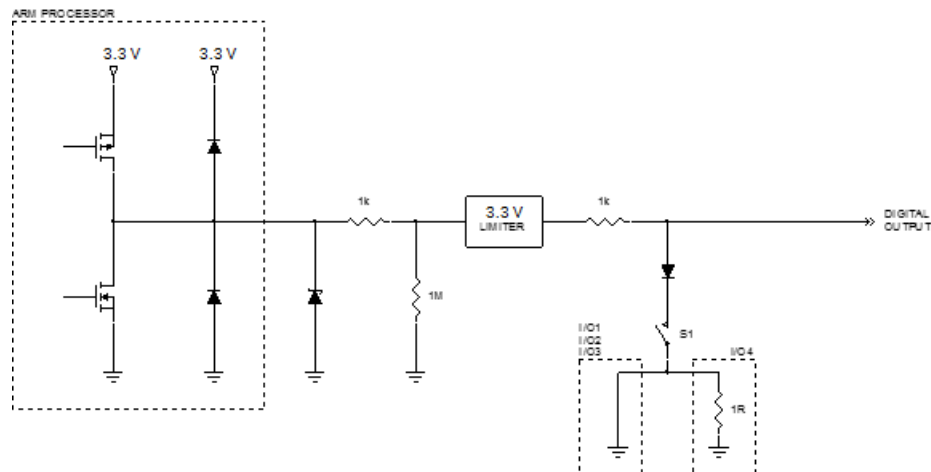 ARM PROCESSOR
3.3 V
3.3 V
1k
3.3 V
LIMITER
1k
DIGITAL
OUTPUT
1M
S1
I/O1
I/O2
I/O3
I/O4
1R